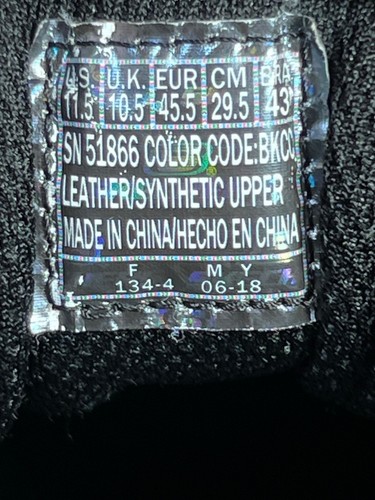 US U.K. EUR CM BRA
11.5 10.5 45.5 29.5 43
SN 51866 COLOR CODE:BKCC
LEATHER/SYNTHETIC UPPER
MADE IN CHINA/HECHO EN CHINA
F M Y
134-4 06-18